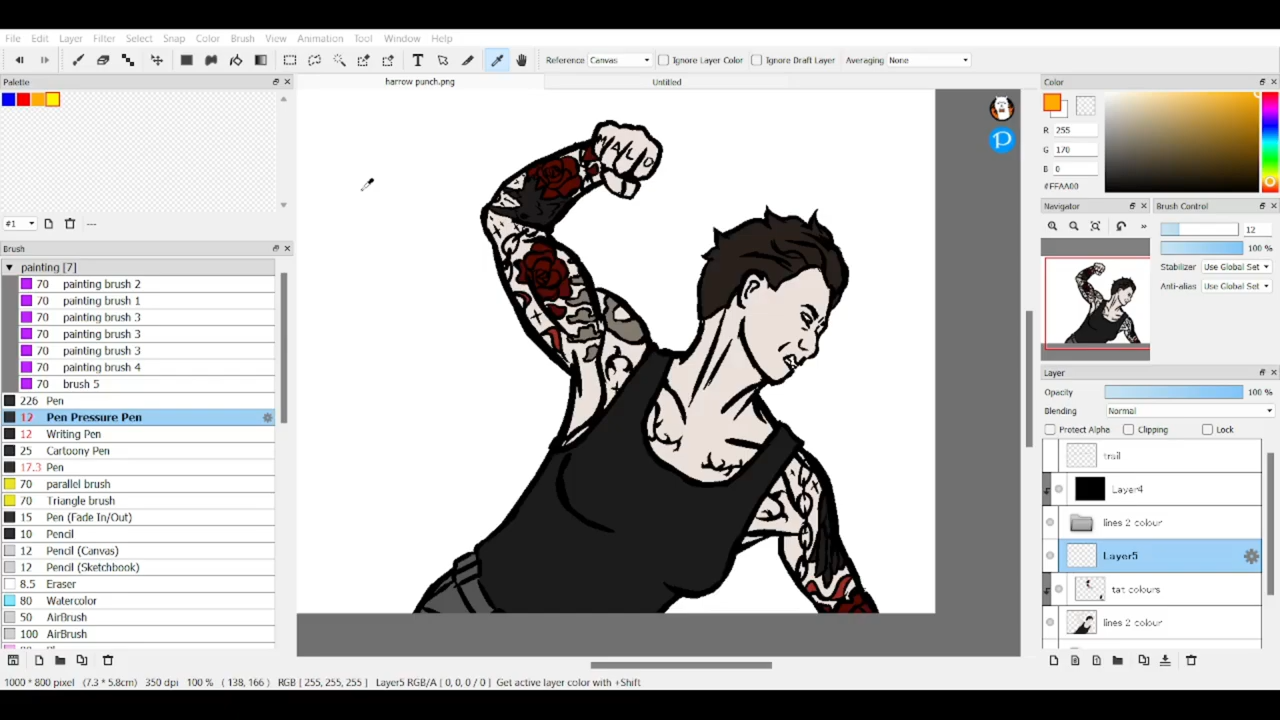 File Edit Layer Filter Select Snap Color Brush View Animation Tool Window Help
T Reference Canvas Ignore Layer Color Ignore Draft Layer Averaging None
Palette
harrow punch.png Untitled
Color
R 255
G 170
B 0
#FFAA00
Navigator Brush Control
»
12
100 %
Stabilizer Use Global Set
Anti-alias Use Global Set
#1 ---
Brush
painting [7]
70 painting brush 2
70 painting brush 1
70 painting brush 3
70 painting brush 3
70 painting brush 3
70 painting brush 4
70 brush 5
226 Pen
12 Pen Pressure Pen
12 Writing Pen
25 Cartoony Pen
17.3 Pen
70 parallel brush
70 Triangle brush
15 Pen (Fade In/Out)
10 Pencil
12 Pencil (Canvas)
12 Pencil (Sketchbook)
8.5 Eraser
80 Watercolor
50 AirBrush
100 AirBrush
Layer
Opacity 100 %
Blending Normal
Protect Alpha Clipping Lock
trail
Layer4
lines 2 colour
Layer5
tat colours
lines 2 colour
1000 * 800 pixel (7.3 * 5.8cm) 350 dpi 100 % ( 138, 166 ) RGB [ 255, 255, 255 ] Layer5 RGB/A [ 0, 0, 0 / 0 ] Get active layer color with +Shift